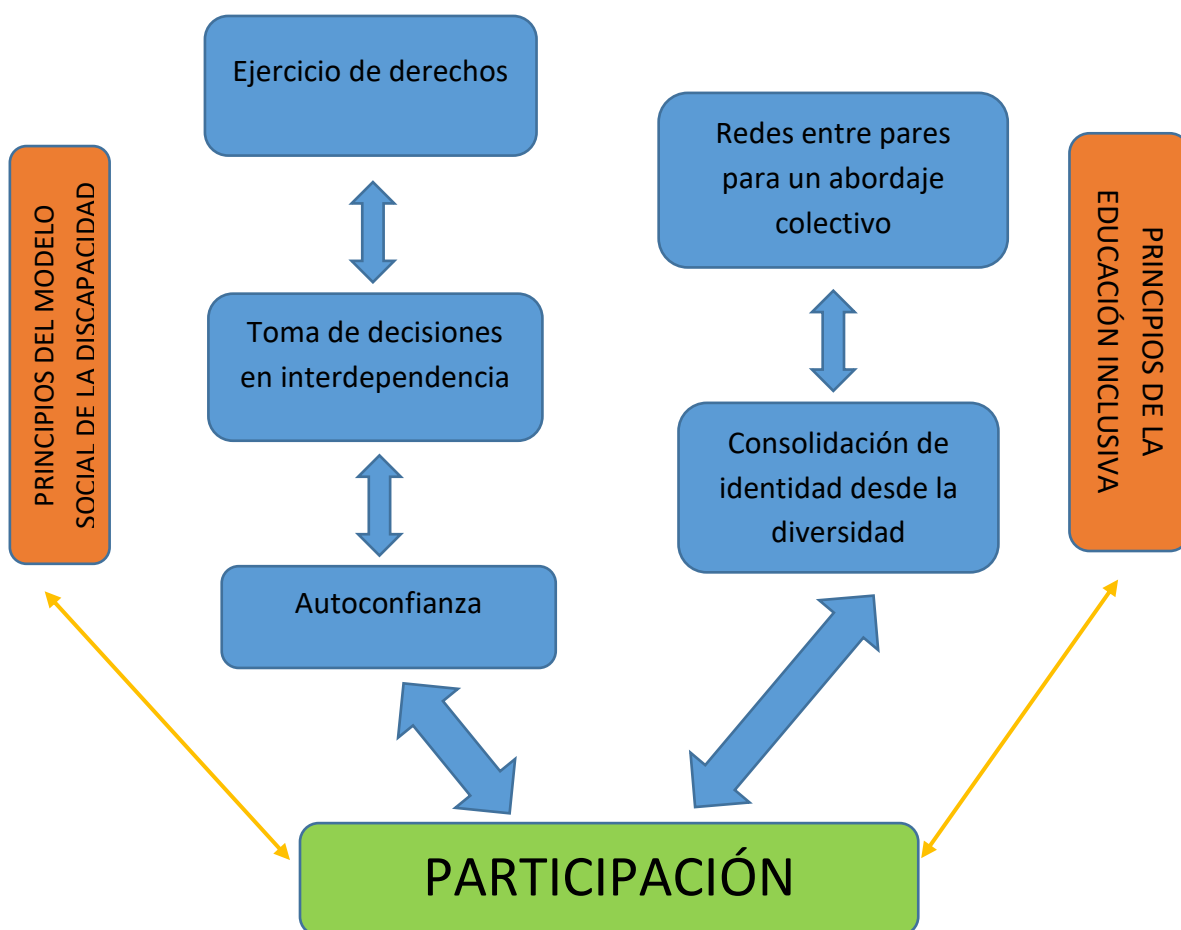 Ejercicio de derechos
Redes entre pares
para un abordaje
colectivo
PRINCIPIOS DEL MODELO
SOCIAL DE LA DISCAPACIDAD
PRINCIPIOS DE LA
EDUCACIÓN INCLUSIVA
Toma de decisiones
en interdependencia
Consolidación de
identidad desde la
diversidad
Autoconfianza
PARTICIPACIÓN